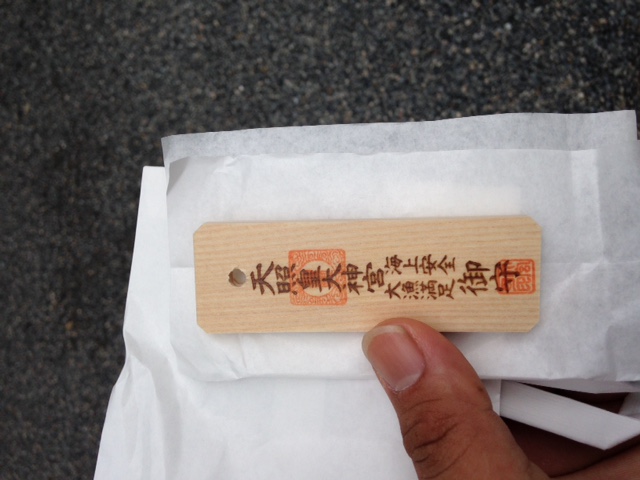 天照皇大神宮
海上安全
大漁満足
御守